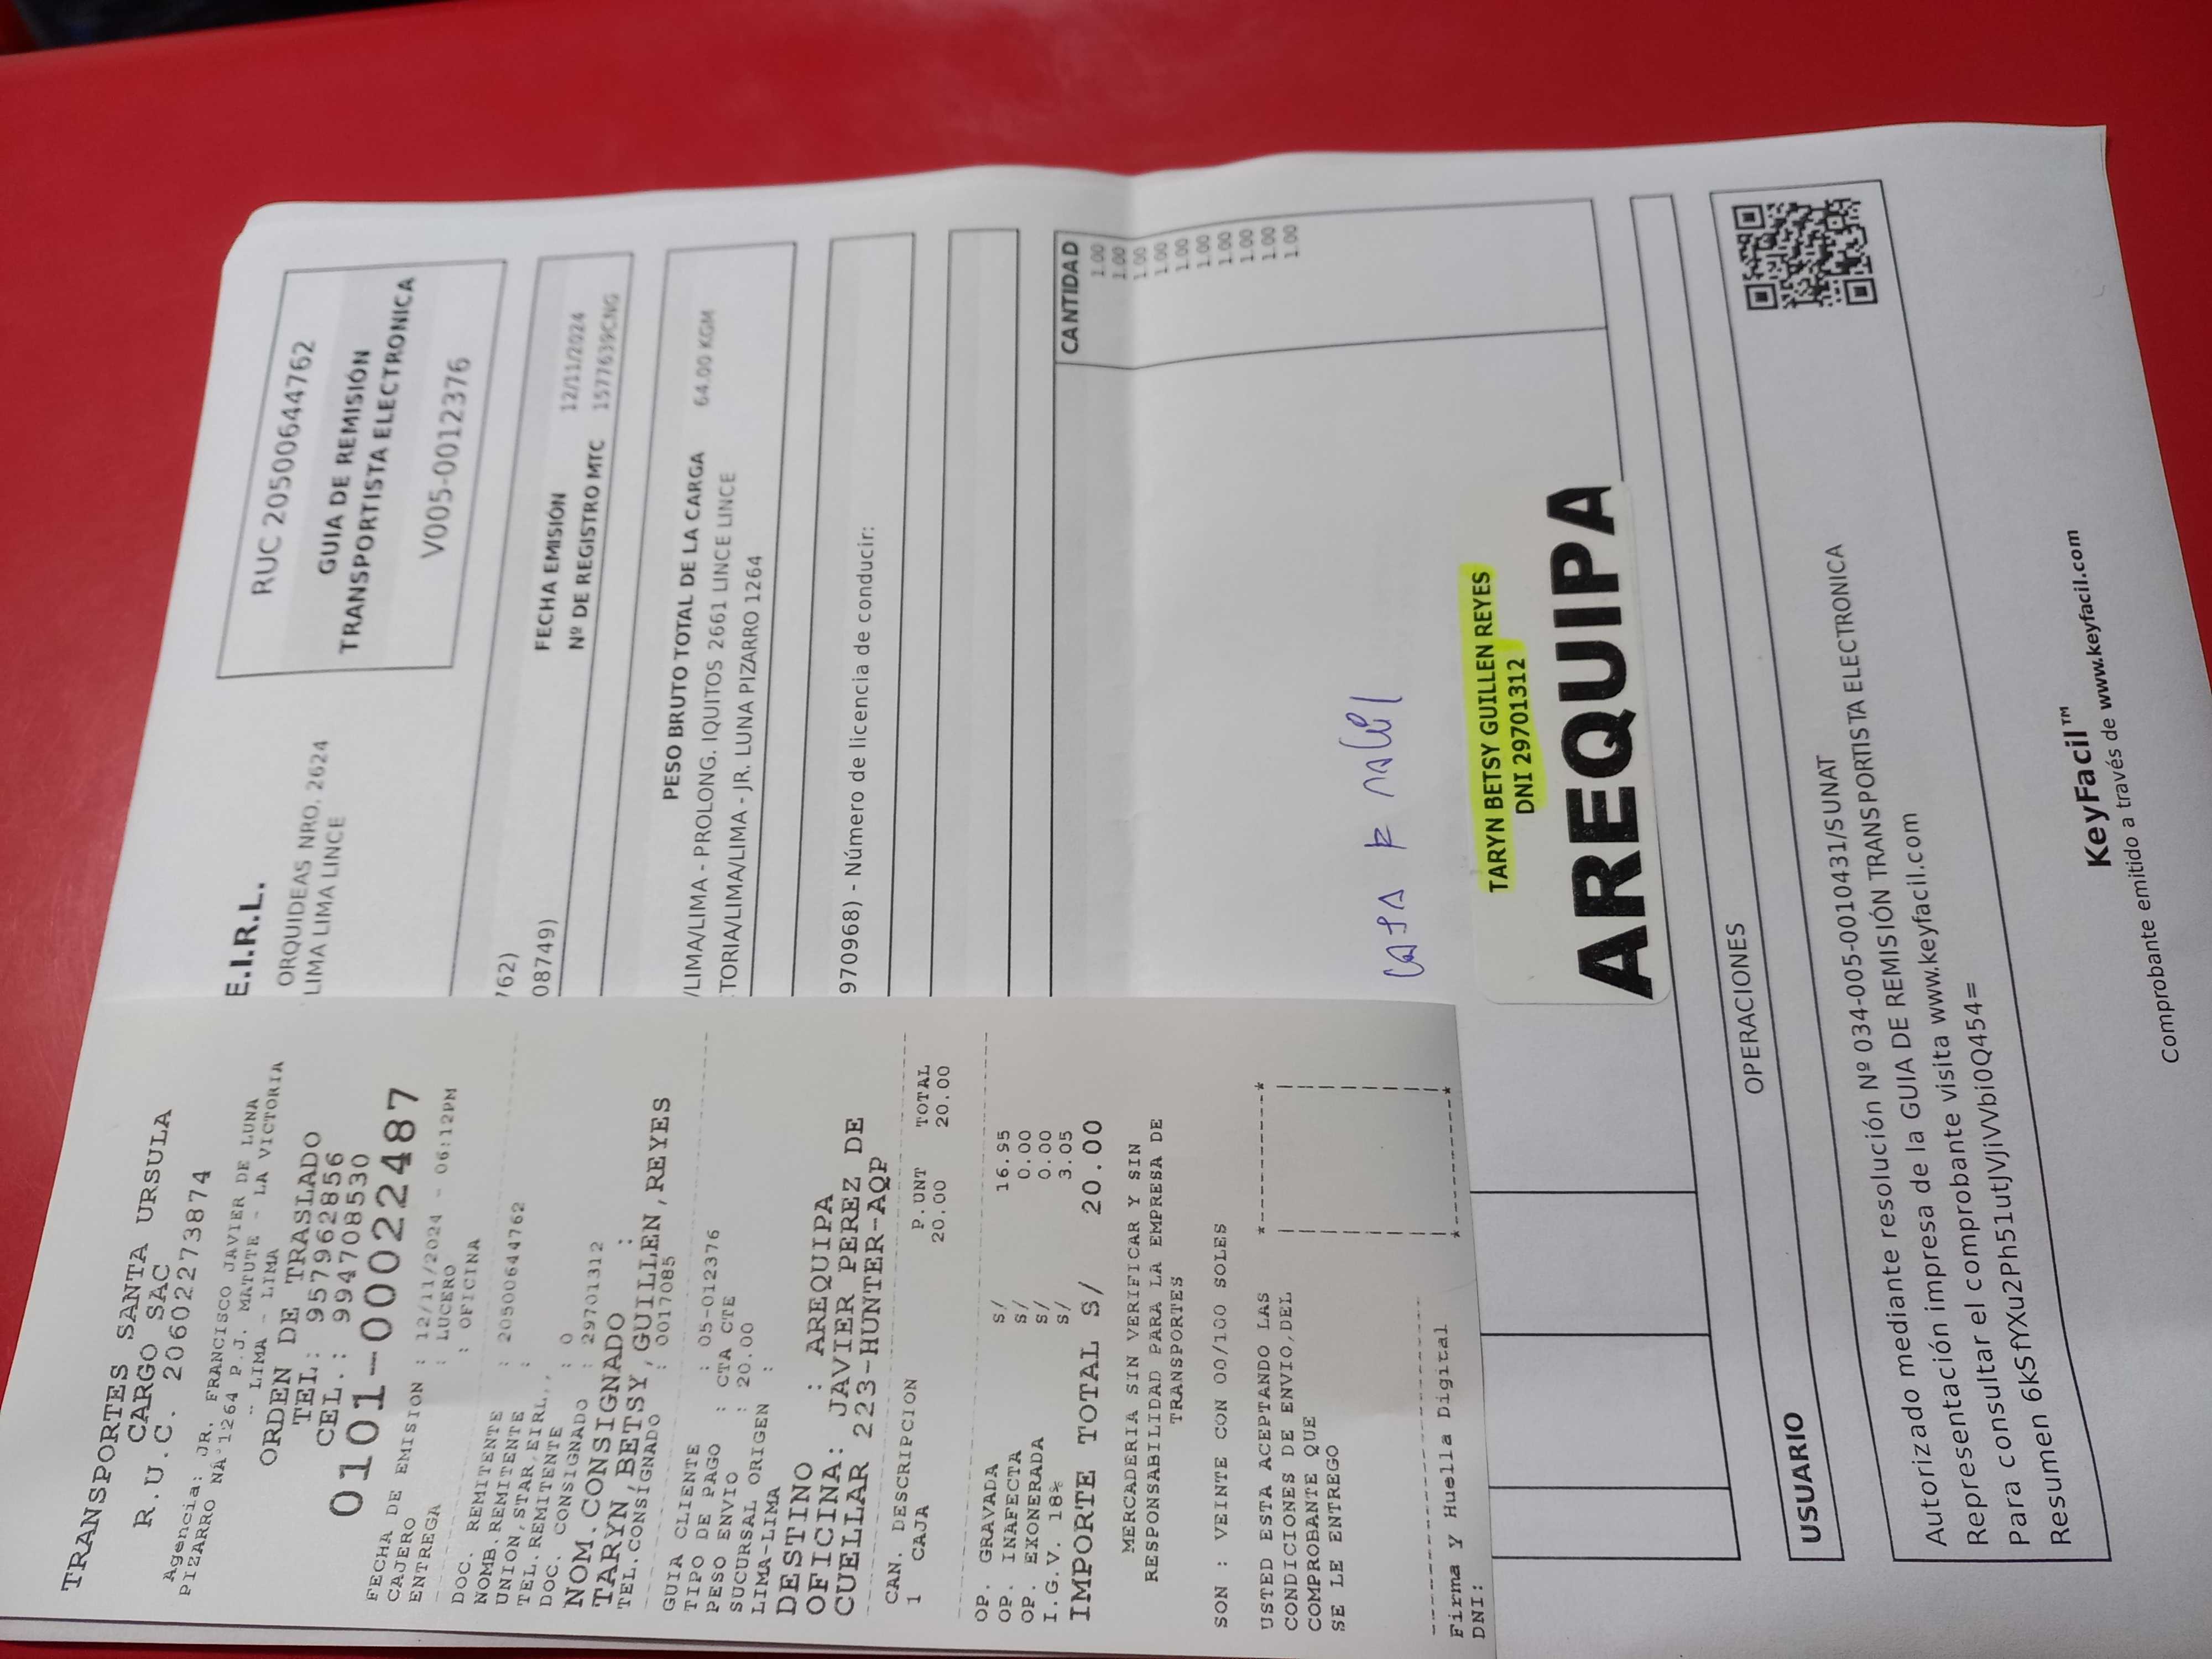 TRANSPORTES SANTA URSULA
CARGO SAC
R.U.C. 20602273874
Agencia: JR. FRANCISCO JAVIER DE LUNA
PIZARRO NÂº1264 P.J. MATUTE - LA VICTORIA
- LIMA - LIMA
ORDEN DE TRASLADO
TEL: 957962856
CEL.: 994708530
0101-0022487
FECHA DE EMISION : 12/11/2024 - 06:12PM
CAJERO : LUCERO
ENTREGA : OFICINA
DOC. REMITENTE : 20500644762
NOMB.REMITENTE :
UNION,STAR,EIRL,,
TEL.REMITENTE :
DOC. CONSIGNADO : 29701312
NOM.CONSIGNADO :
TARYN,BETSY,GUILLEN,REYES
TEL.CONSIGNADO :
GUIA CLIENTE : 05-012376
TIPO DE PAGO : CTA CTE
PESO ENVIO : 20.00
SUCURSAL ORIGEN :
LIMA-LIMA
DESTINO : AREQUIPA
OFICINA: JAVIER PEREZ DE
CUELLAR 223-HUNTER-AQP
CAN. DESCRIPCION P.UNT TOTAL
1 CAJA 20.00 20.00
OP. GRAVADA S/ 16.95
OP. INAFECTA S/ 0.00
OP. EXONERADA S/ 0.00
I.G.V. 18% S/ 3.05
IMPORTE TOTAL S/ 20.00
MERCADERIA SIN VERIFICAR Y SIN
RESPONSABILIDAD PARA LA EMPRESA DE
TRANSPORTES
SON : VEINTE CON 00/100 SOLES
USTED ESTA ACEPTANDO LAS
CONDICIONES DE ENVIO,DEL
COMPROBANTE QUE
SE LE ENTREGO
Firma y Huella Digital
DNI:
E.I.R.L.
ORQUIDEAS NRO. 2624
LIMA LIMA LINCE
RUC 20500644762
GUIA DE REMISIÓN
TRANSPORTISTA ELECTRONICA
V005-0012376
762)
08749)
FECHA EMISIÓN 12/11/2024
Nº DE REGISTRO MTC 1577639CNG
PESO BRUTO TOTAL DE LA CARGA 64.00 KGM
/LIMA/LIMA - PROLONG. IQUITOS 2661 LINCE LINCE
TORIA/LIMA/LIMA - JR. LUNA PIZARRO 1264
970968) - Número de licencia de conducir:
CANTIDAD
1.00
1.00
1.00
1.00
1.00
1.00
1.00
1.00
1.00
1.00
TARYN BETSY GUILLEN REYES
DNI 29701312
AREQUIPA
OPERACIONES
USUARIO
Autorizado mediante resolución Nº 034-005-0010431/SUNAT
Representación impresa de la GUIA DE REMISIÓN TRANSPORTISTA ELECTRONICA
Para consultar el comprobante visita www.keyfacil.com
Resumen 6kSfYXu2Ph51utJVJjiVVbi0Q454=
KeyFacil™
Comprobante emitido a través de www.keyfacil.com